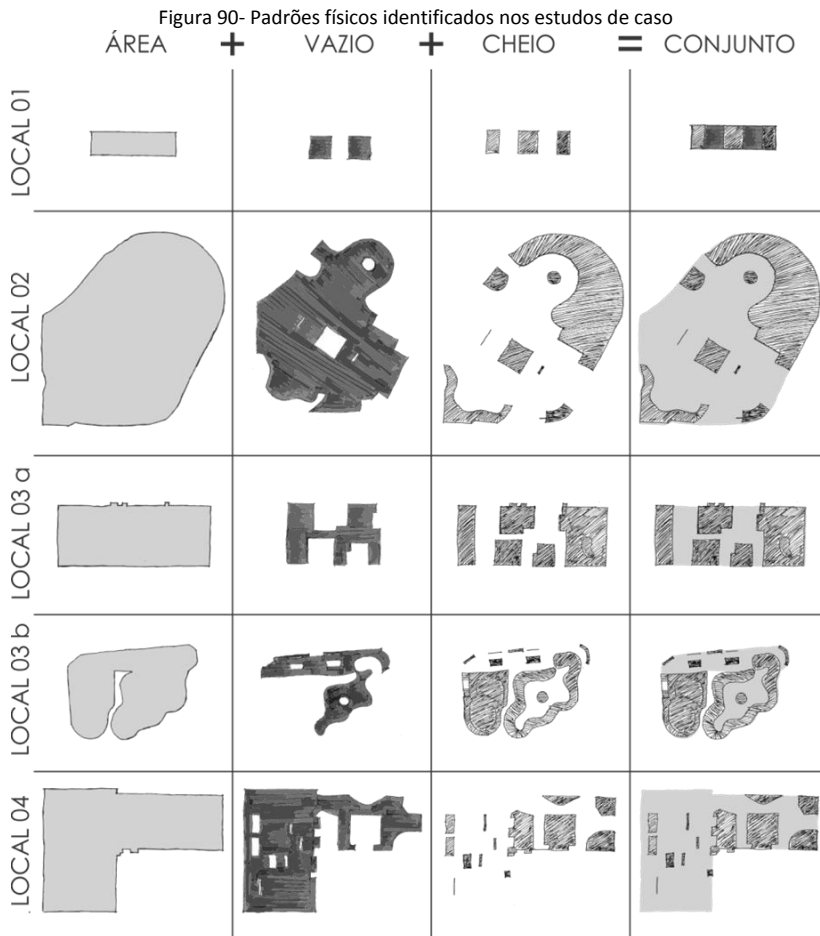 Figura 90- Padrões físicos identificados nos estudos de caso
ÁREA + VAZIO + CHEIO = CONJUNTO
LOCAL 01
LOCAL 02
LOCAL 03 a
LOCAL 03 b
LOCAL 04